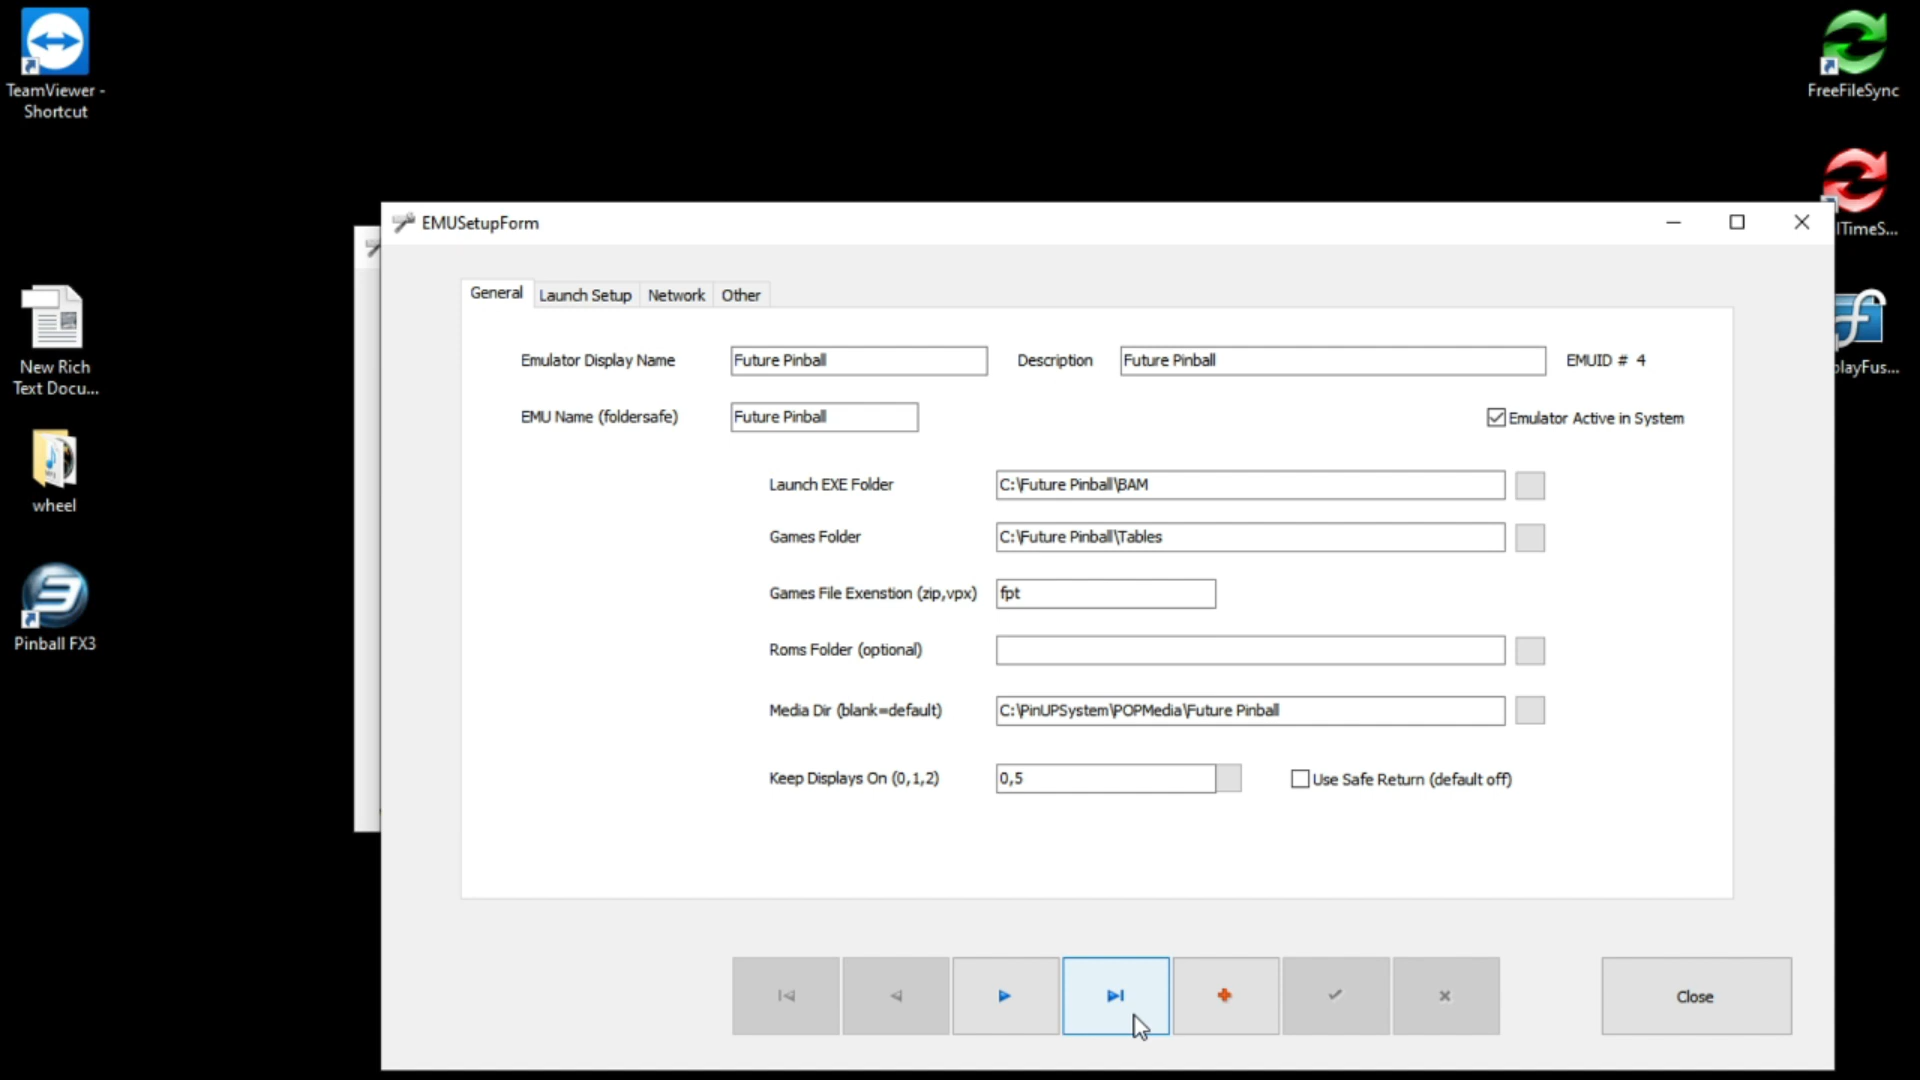 TeamViewer -
Shortcut
New Rich
Text Docu...
wheel
Pinball FX3
FreeFileSync
lTimeS...
playFus...
EMUSetupForm
General Launch Setup Network Other
Emulator Display Name Future Pinball Description Future Pinball EMUID # 4
EMU Name (foldersafe) Future Pinball Emulator Active in System
Launch EXE Folder C:\Future Pinball\BAM
Games Folder C:\Future Pinball\Tables
Games File Exenstion (zip,vpx) fpt
Roms Folder (optional)
Media Dir (blank=default) C:\PinUPSystem\POPMedia\Future Pinball
Keep Displays On (0,1,2) 0,5 Use Safe Return (default off)
Close